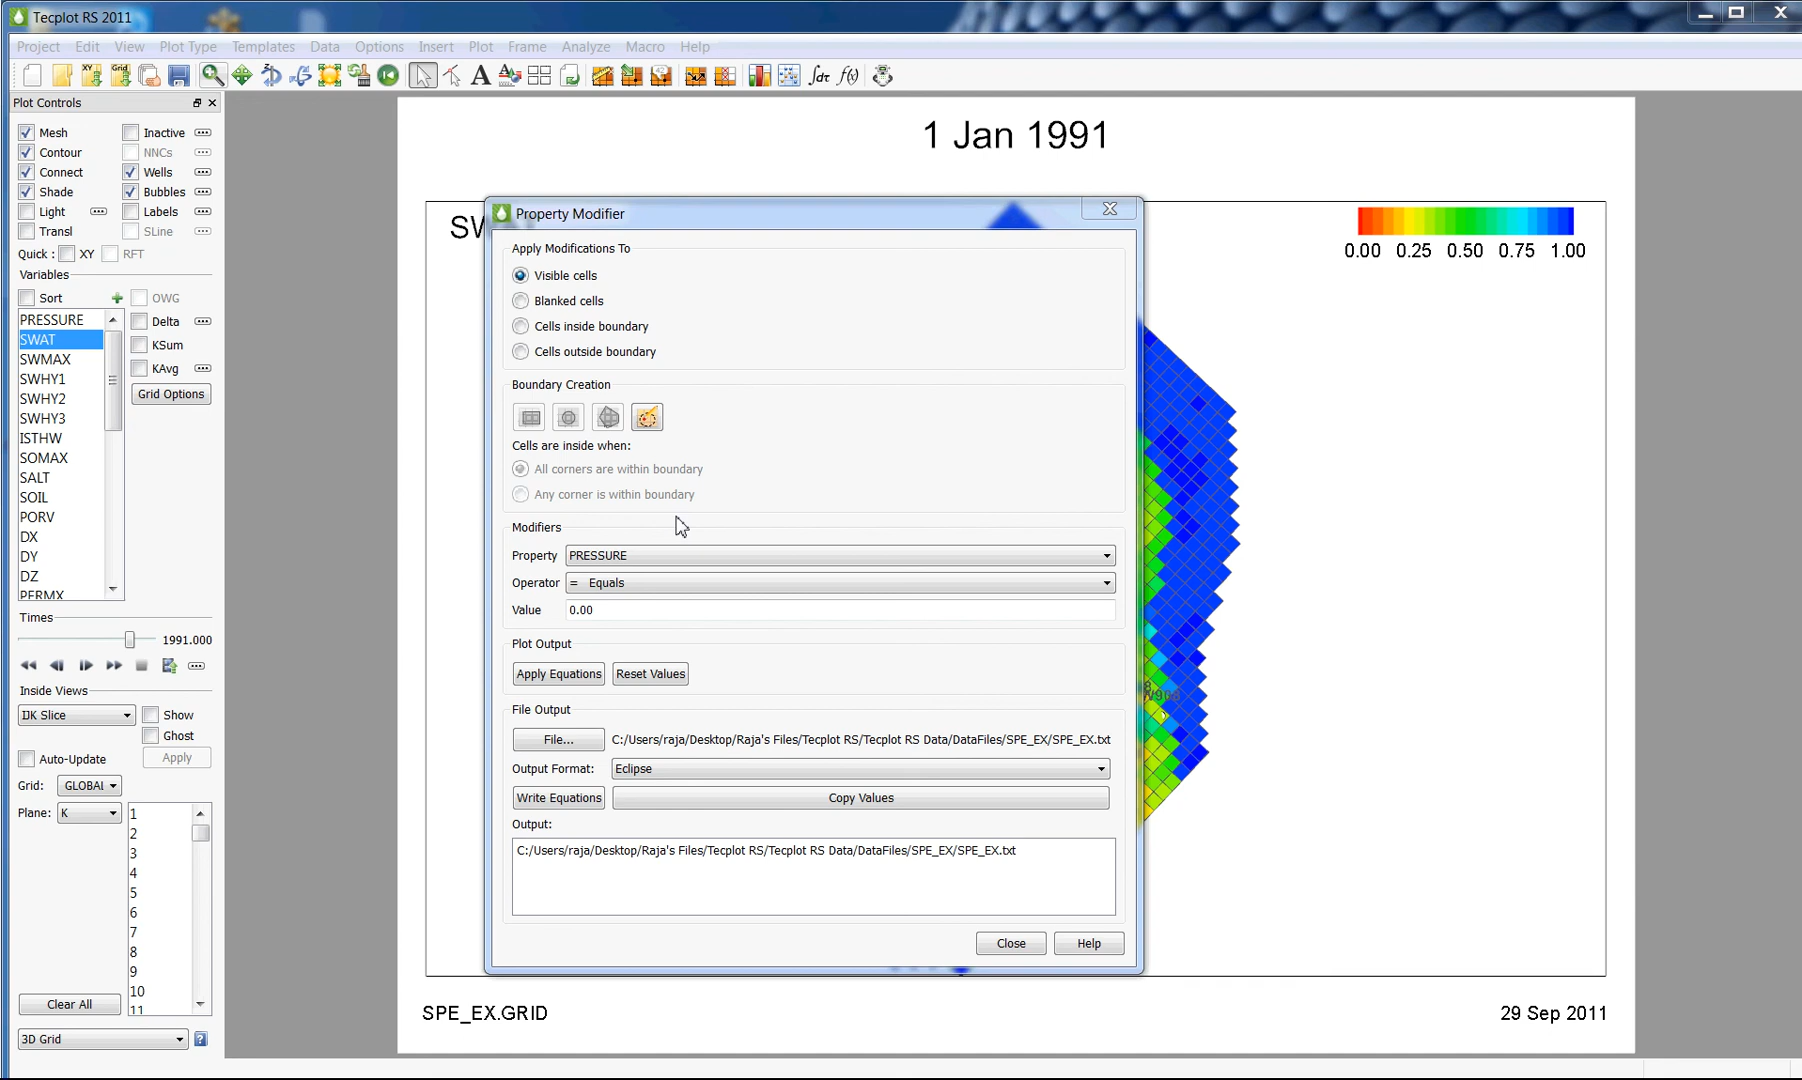 Tecplot RS 2011
Project Edit View Plot Type Templates Data Options Insert Plot Frame Analyze Macro Help
Plot Controls
Mesh Inactive
Contour NNCs
Connect Wells
Shade Bubbles
Light Labels
Transl SLine
Quick : XY RFT
Variables
Sort OWG
PRESSURE Delta
SWAT KSum
SWMAX KAvg
SWHY1 Grid Options
SWHY2
SWHY3
ISTHW
SOMAX
SALT
SOIL
PORV
DX
DY
DZ
PERMX
Times
1991.000
Inside Views
IJK Slice Show
Ghost
Auto-Update Apply
Grid: GLOBAL
Plane: K 1
2
3
4
5
6
7
8
9
10
11
Clear All
3D Grid
1 Jan 1991
0.00 0.25 0.50 0.75 1.00
Property Modifier
Apply Modifications To
Visible cells
Blanked cells
Cells inside boundary
Cells outside boundary
Boundary Creation
Cells are inside when:
All corners are within boundary
Any corner is within boundary
Modifiers
Property PRESSURE
Operator = Equals
Value 0.00
Plot Output
Apply Equations Reset Values
File Output
File... C:/Users/raja/Desktop/Raja's Files/Tecplot RS/Tecplot RS Data/DataFiles/SPE_EX/SPE_EX.txt
Output Format: Eclipse
Write Equations Copy Values
Output:
C:/Users/raja/Desktop/Raja's Files/Tecplot RS/Tecplot RS Data/DataFiles/SPE_EX/SPE_EX.txt
Close Help
SPE_EX.GRID
29 Sep 2011